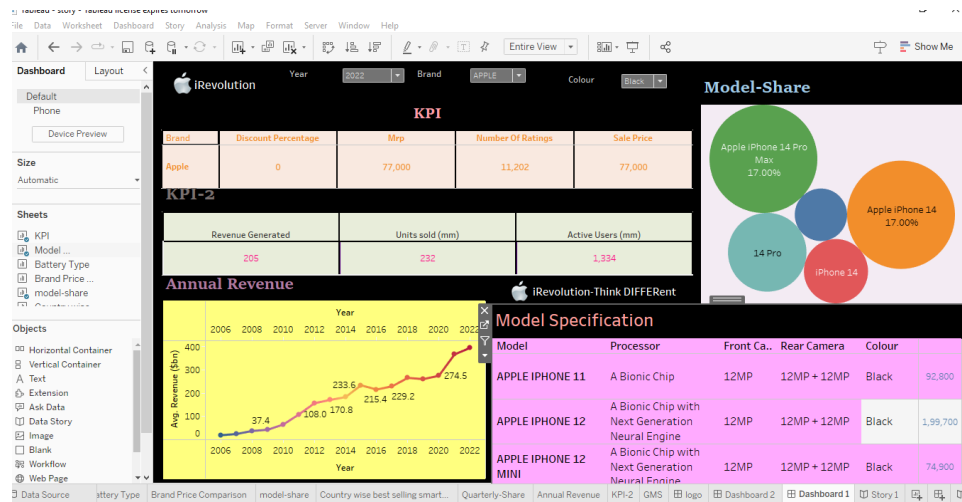 Tableau - story - Tableau license expires tomorrow
File Data Worksheet Dashboard Story Analysis Map Format Server Window Help
Entire View
Show Me
Dashboard Layout
Default
Phone
Device Preview
Size
Automatic
Sheets
KPI
Model ...
Battery Type
Brand Price ...
model-share
Objects
Horizontal Container
Vertical Container
Text
Extension
Ask Data
Data Story
Image
Blank
Workflow
Web Page
iRevolution
Year 2022 Brand APPLE Colour Black
KPI
Brand Discount Percentage Mrp Number Of Ratings Sale Price
Apple 0 77,000 11,202 77,000
KPI-2
Revenue Generated Units sold (mm) Active Users (mm)
205 232 1,334
Annual Revenue
iRevolution-Think DIFFERent
Year
2006 2008 2010 2012 2014 2016 2018 2020 2022
Avg. Revenue ($bn)
400
300
200
100
0
37.4
108.0
170.8
233.6
215.4
229.2
274.5
2006 2008 2010 2012 2014 2016 2018 2020 2022
Year
Model-Share
Apple iPhone 14 Pro
Max
17.00%
Apple iPhone 14
17.00%
14 Pro
iPhone 14
Model Specification
Model Processor Front Ca.. Rear Camera Colour
APPLE IPHONE 11 A Bionic Chip 12MP 12MP + 12MP Black 92,800
APPLE IPHONE 12 A Bionic Chip with
Next Generation
Neural Engine 12MP 12MP + 12MP Black 1,99,700
APPLE IPHONE 12
MINI A Bionic Chip with
Next Generation
Neural Engine 12MP 12MP + 12MP Black 74,900
Data Source attery Type Brand Price Comparison model-share Country wise best selling smart... Quarterly-Share Annual Revenue KPI-2 GMS logo Dashboard 2 Dashboard 1 Story 1